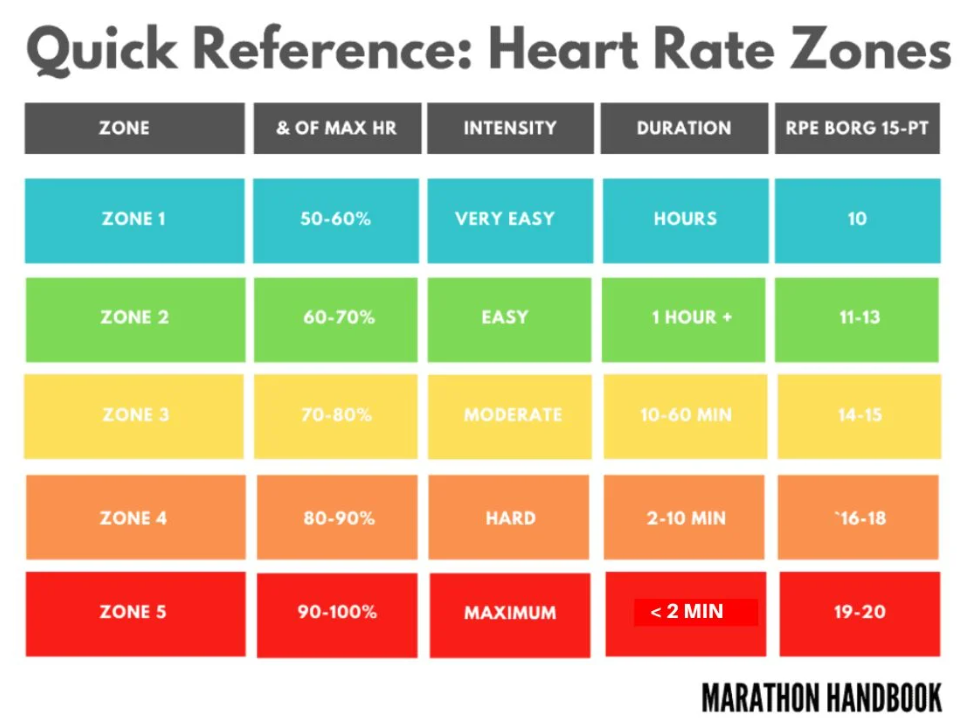 Quick Reference: Heart Rate Zones
ZONE & OF MAX HR INTENSITY DURATION RPE BORG 15-PT
ZONE 1 50-60% VERY EASY HOURS 10
ZONE 2 60-70% EASY 1 HOUR + 11-13
ZONE 3 70-80% MODERATE 10-60 MIN 14-15
ZONE 4 80-90% HARD 2-10 MIN `16-18
ZONE 5 90-100% MAXIMUM < 2 MIN 19-20
MARATHON HANDBOOK